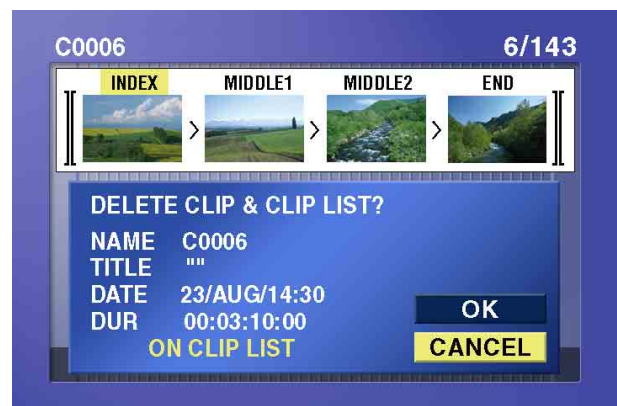 C0006 6/143
INDEX MIDDLE1 MIDDLE2 END
DELETE CLIP & CLIP LIST?
NAME C0006
TITLE ""
DATE 23/AUG/14:30
DUR 00:03:10:00
ON CLIP LIST
OK
CANCEL